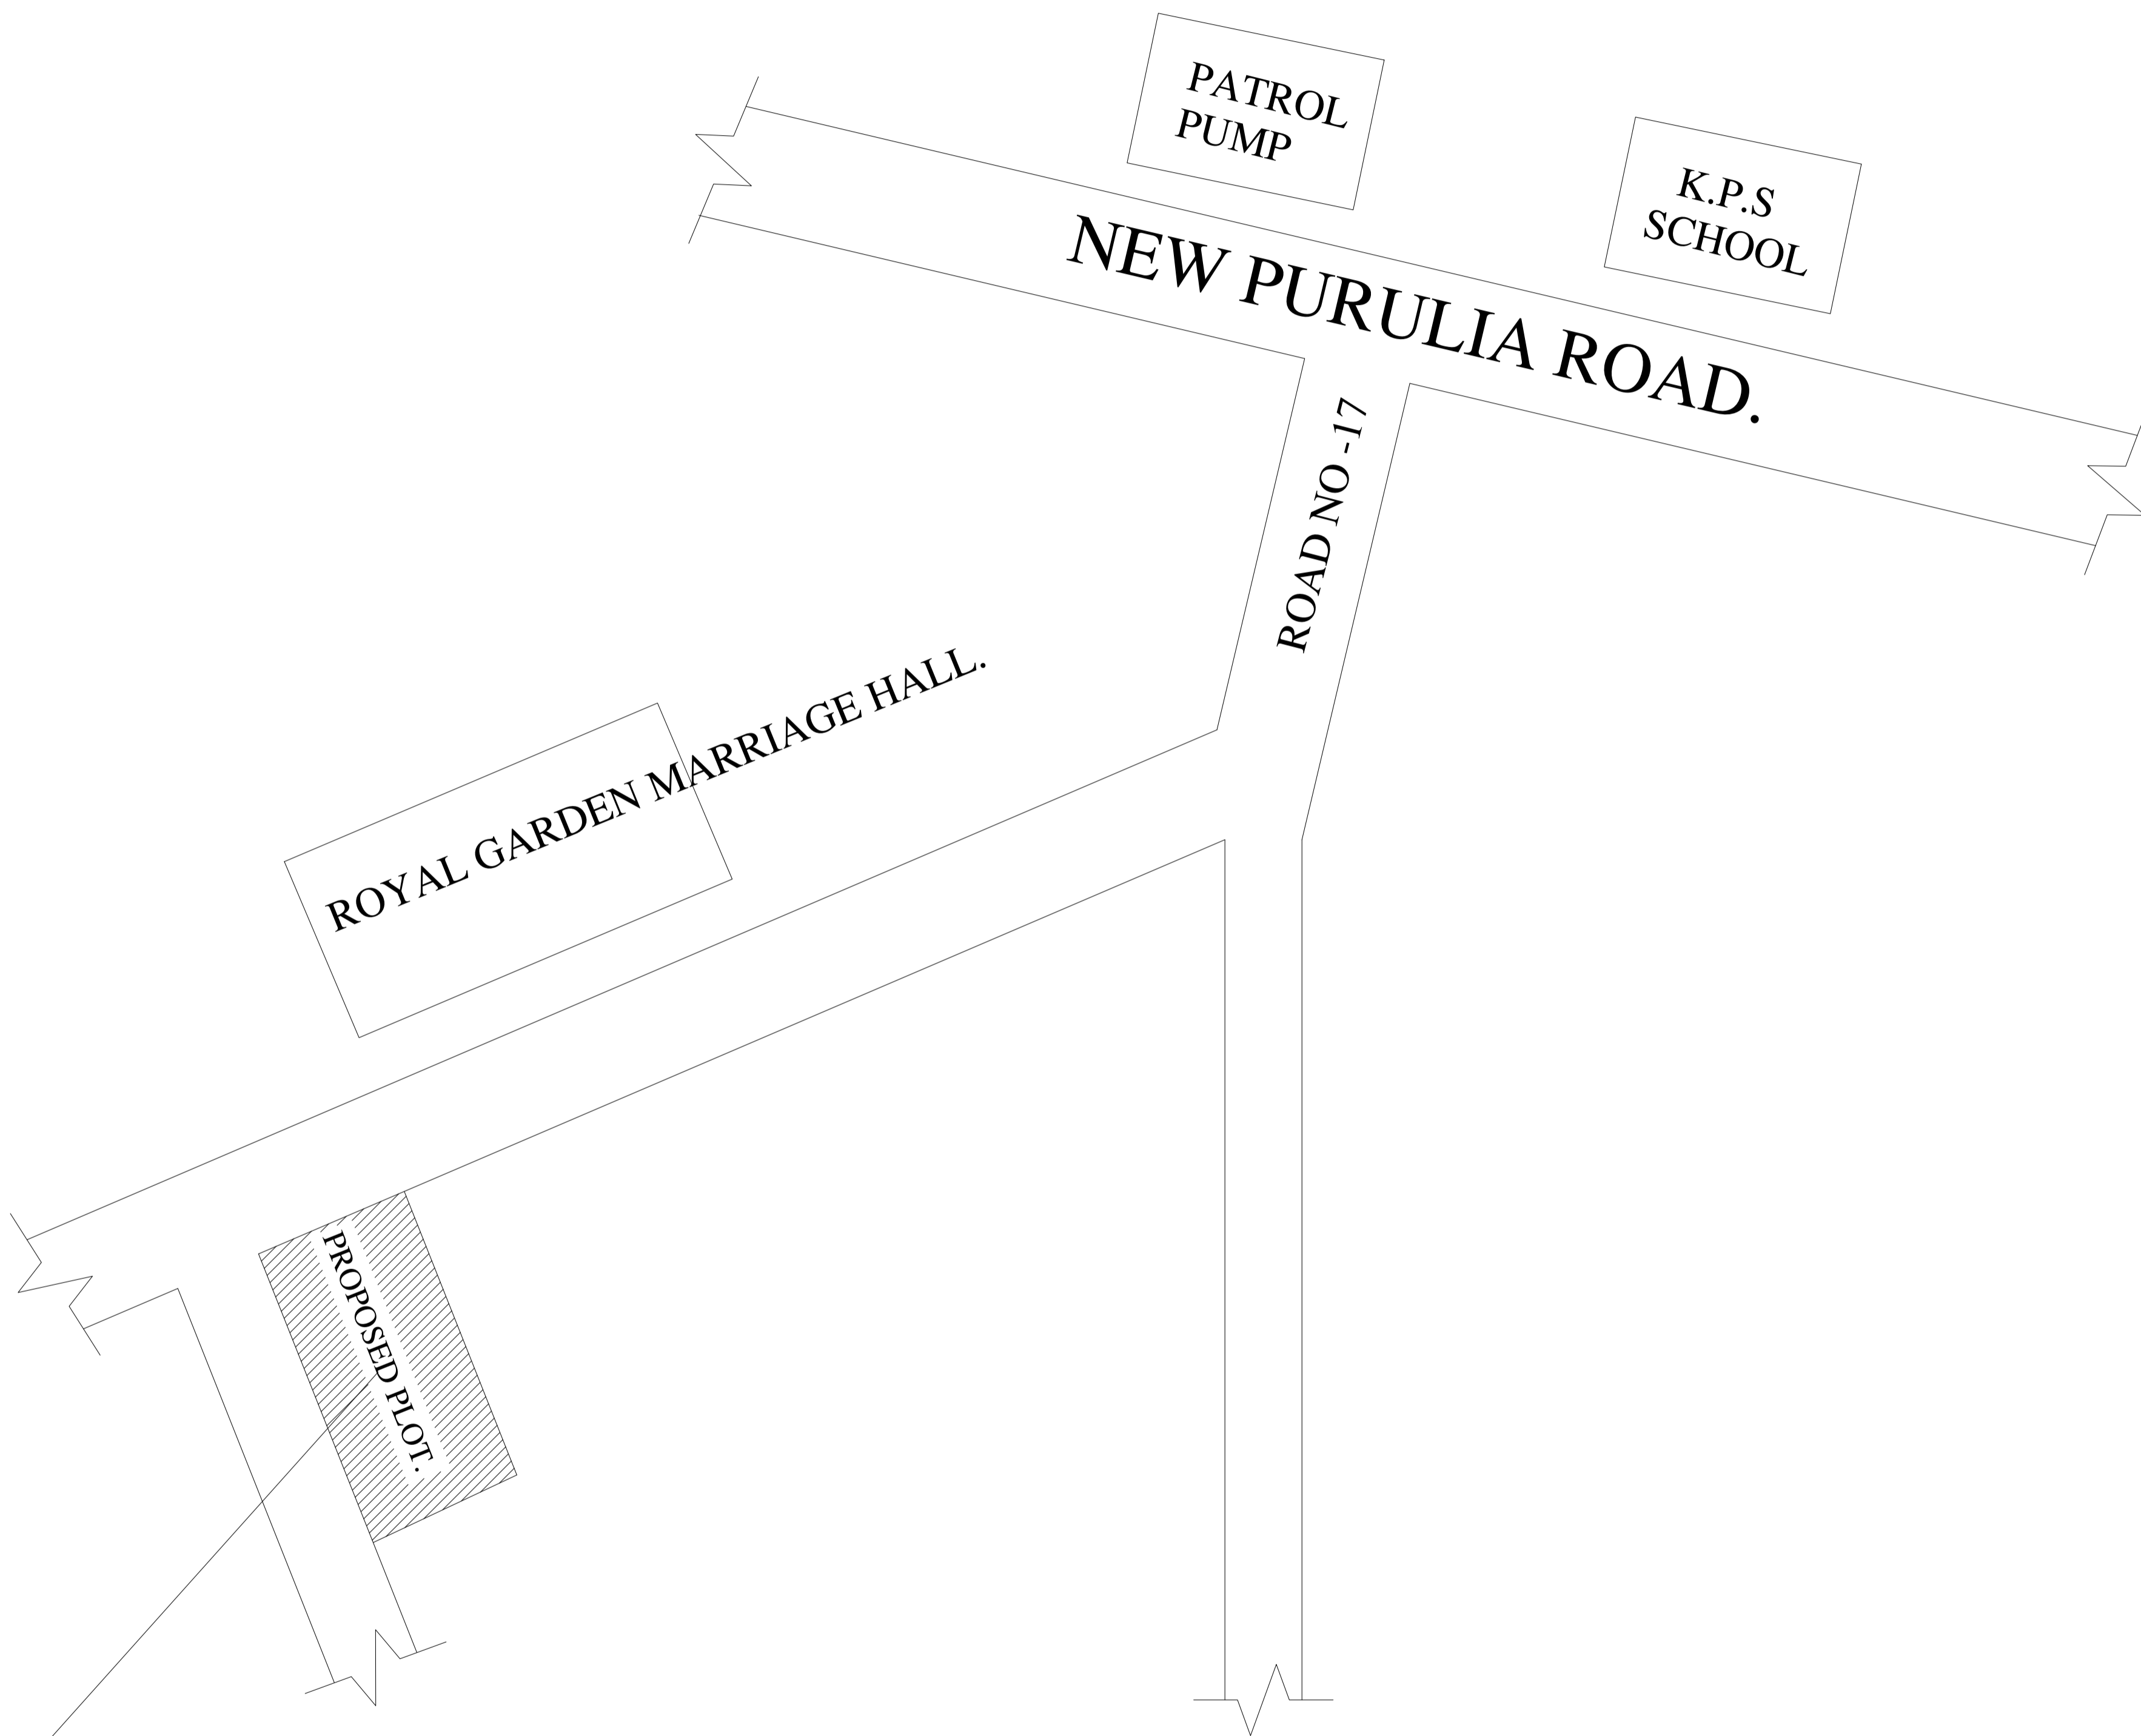 PATROL
PUMP
K.P.S
SCHOOL
NEW PURULIA ROAD.
ROAD NO -17
ROYAL GARDEN MARRIAGE HALL.
PROPOSED PLOT.